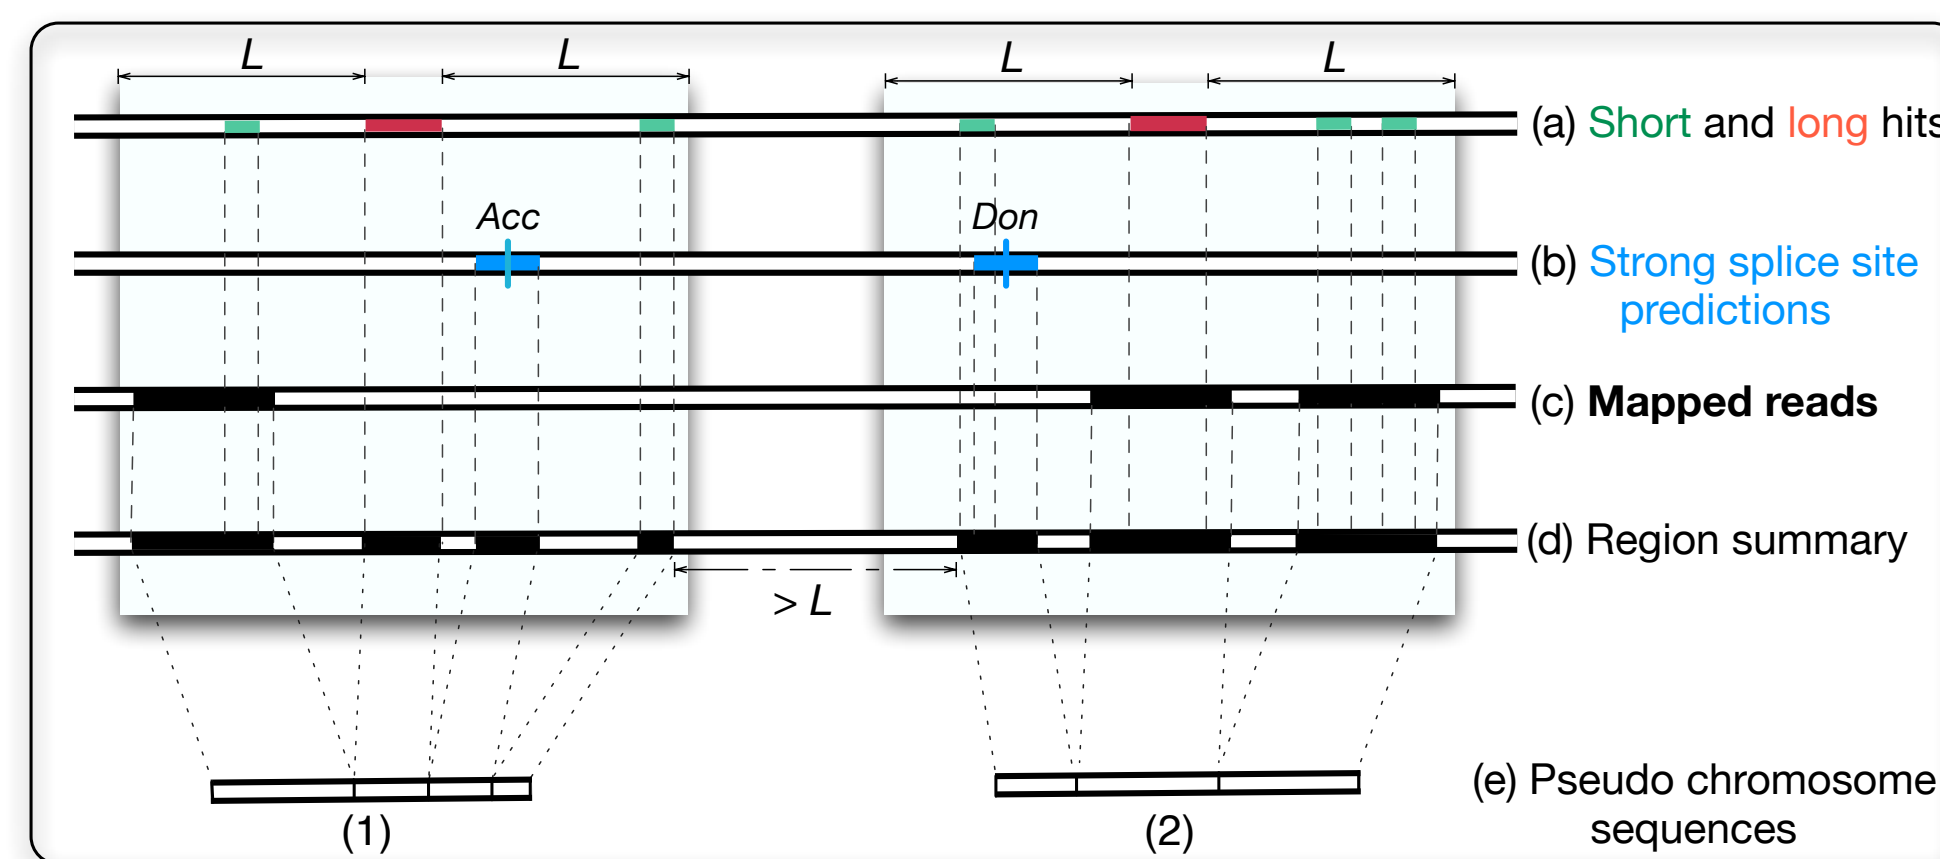 L L L L
(a) Short and long hits
Acc Don
(b) Strong splice site
predictions
(c) Mapped reads
(d) Region summary
> L
(e) Pseudo chromosome
sequences
(1) (2)